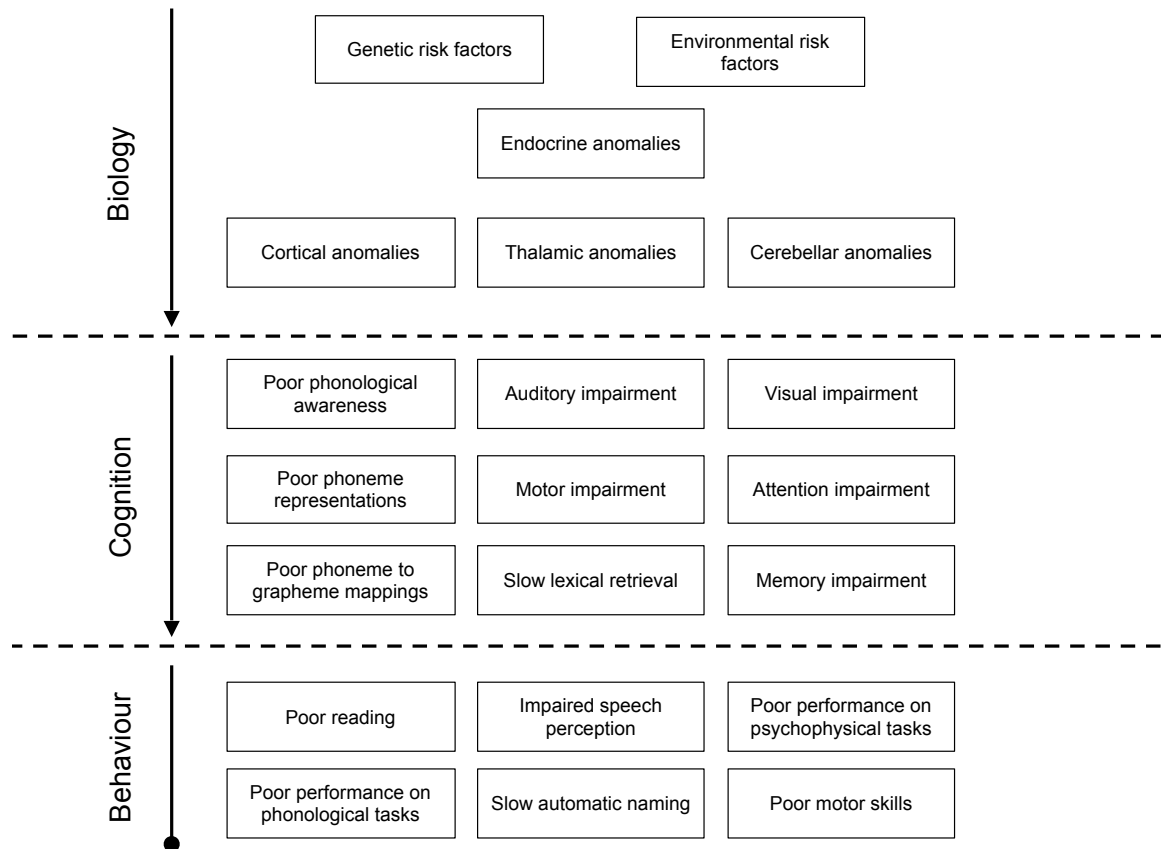 Genetic risk factors
Environmental risk
factors
Endocrine anomalies
Biology
Cortical anomalies
Thalamic anomalies
Cerebellar anomalies
Poor phonological
awareness
Auditory impairment
Visual impairment
Cognition
Poor phoneme
representations
Motor impairment
Attention impairment
Poor phoneme to
grapheme mappings
Slow lexical retrieval
Memory impairment
Behaviour
Poor reading
Impaired speech
perception
Poor performance on
psychophysical tasks
Poor performance on
phonological tasks
Slow automatic naming
Poor motor skills